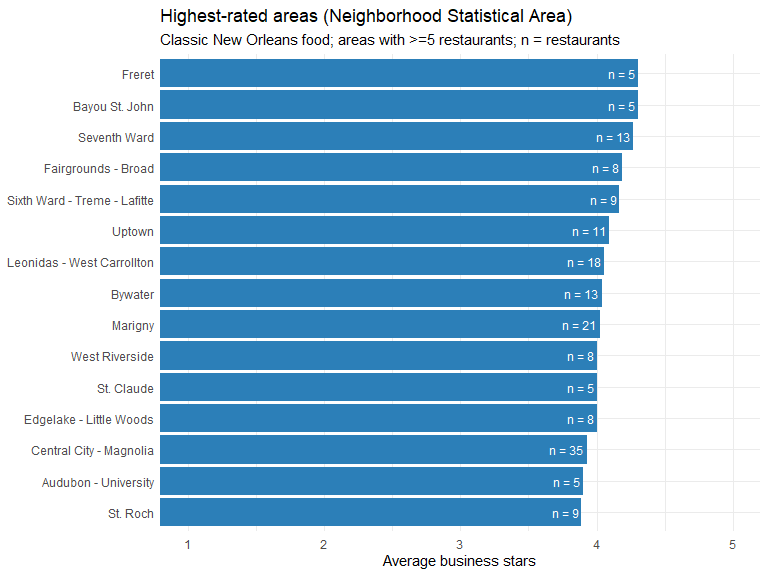 Highest-rated areas (Neighborhood Statistical Area)
Classic New Orleans food; areas with >=5 restaurants; n = restaurants
Freret n = 5
Bayou St. John n = 5
Seventh Ward n = 13
Fairgrounds - Broad n = 8
Sixth Ward - Treme - Lafitte n = 9
Uptown n = 11
Leonidas - West Carrollton n = 18
Bywater n = 13
Marigny n = 21
West Riverside n = 8
St. Claude n = 5
Edgelake - Little Woods n = 8
Central City - Magnolia n = 35
Audubon - University n = 5
St. Roch n = 9
1 2 3 4 5
Average business stars